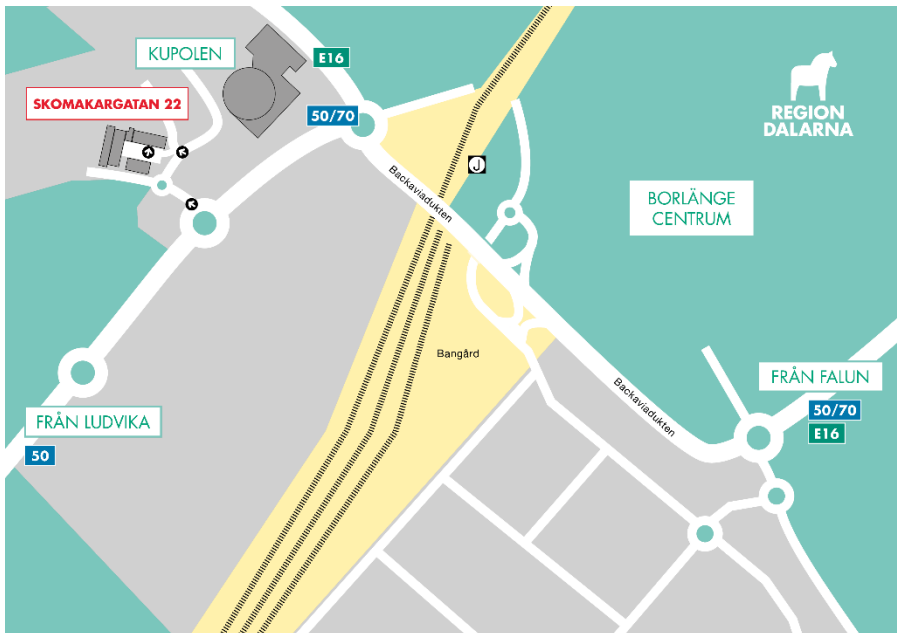 KUPOLEN
E16
SKOMAKARGATAN 22
50/70
REGION
DALARNA
J
Backaviadukten
BORLÄNGE
CENTRUM
Bangård
FRÅN FALUN
50/70
E16
Backaviadukten
FRÅN LUDVIKA
50